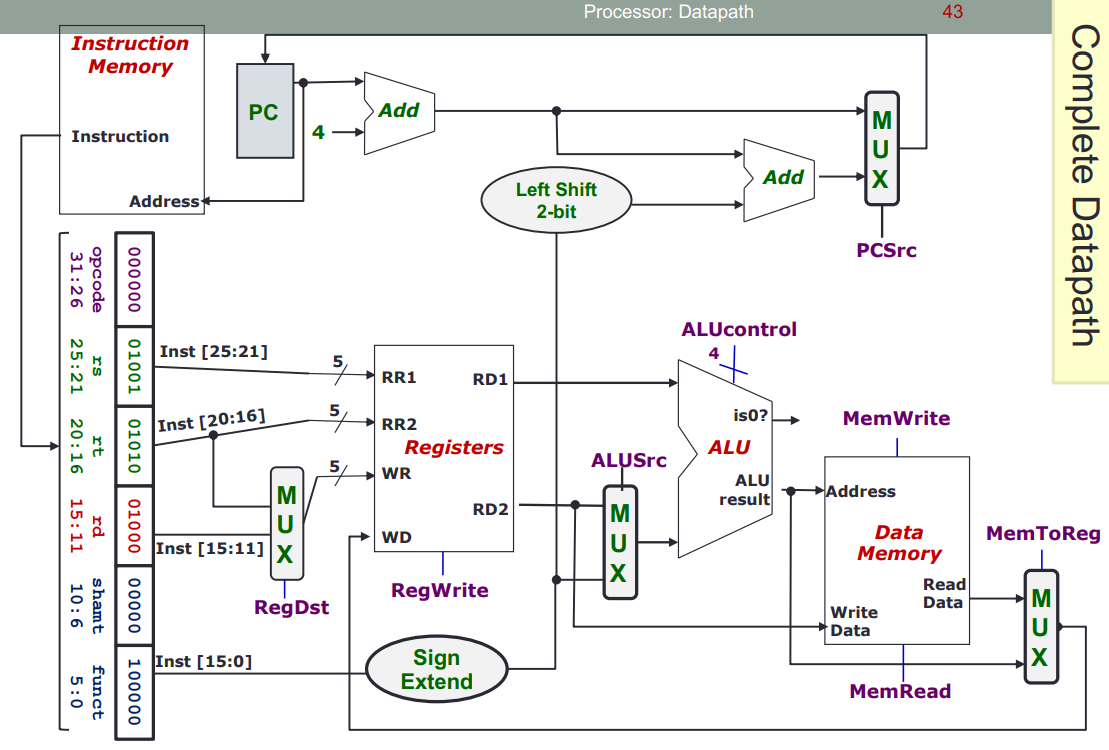 Processor: Datapath
43
Complete Datapath
Instruction
Memory
Instruction
Address
PC
4
Add
Left Shift
2-bit
Add
M
U
X
PCSrc
opcode
31:26
000000
rs
25:21
01001
rt
20:16
01010
rd
15:11
01000
shamt
10:6
00000
funct
5:0
100000
Inst [25:21]
5
Inst [20:16]
5
5
Inst [15:11]
M
U
X
RegDst
Inst [15:0]
RR1
RR2
WR
WD
Registers
RD1
RD2
RegWrite
Sign
Extend
ALUSrc
M
U
X
ALUcontrol
4
is0?
ALU
ALU
result
MemWrite
Address
Data
Memory
Read
Data
Write
Data
MemRead
MemToReg
M
U
X